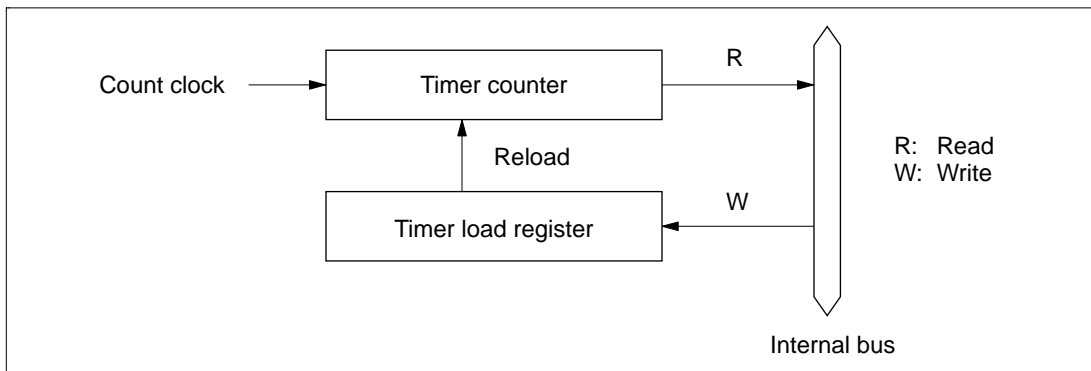 Count clock
Timer counter
R
Reload
Timer load register
W
R: Read
W: Write
Internal bus